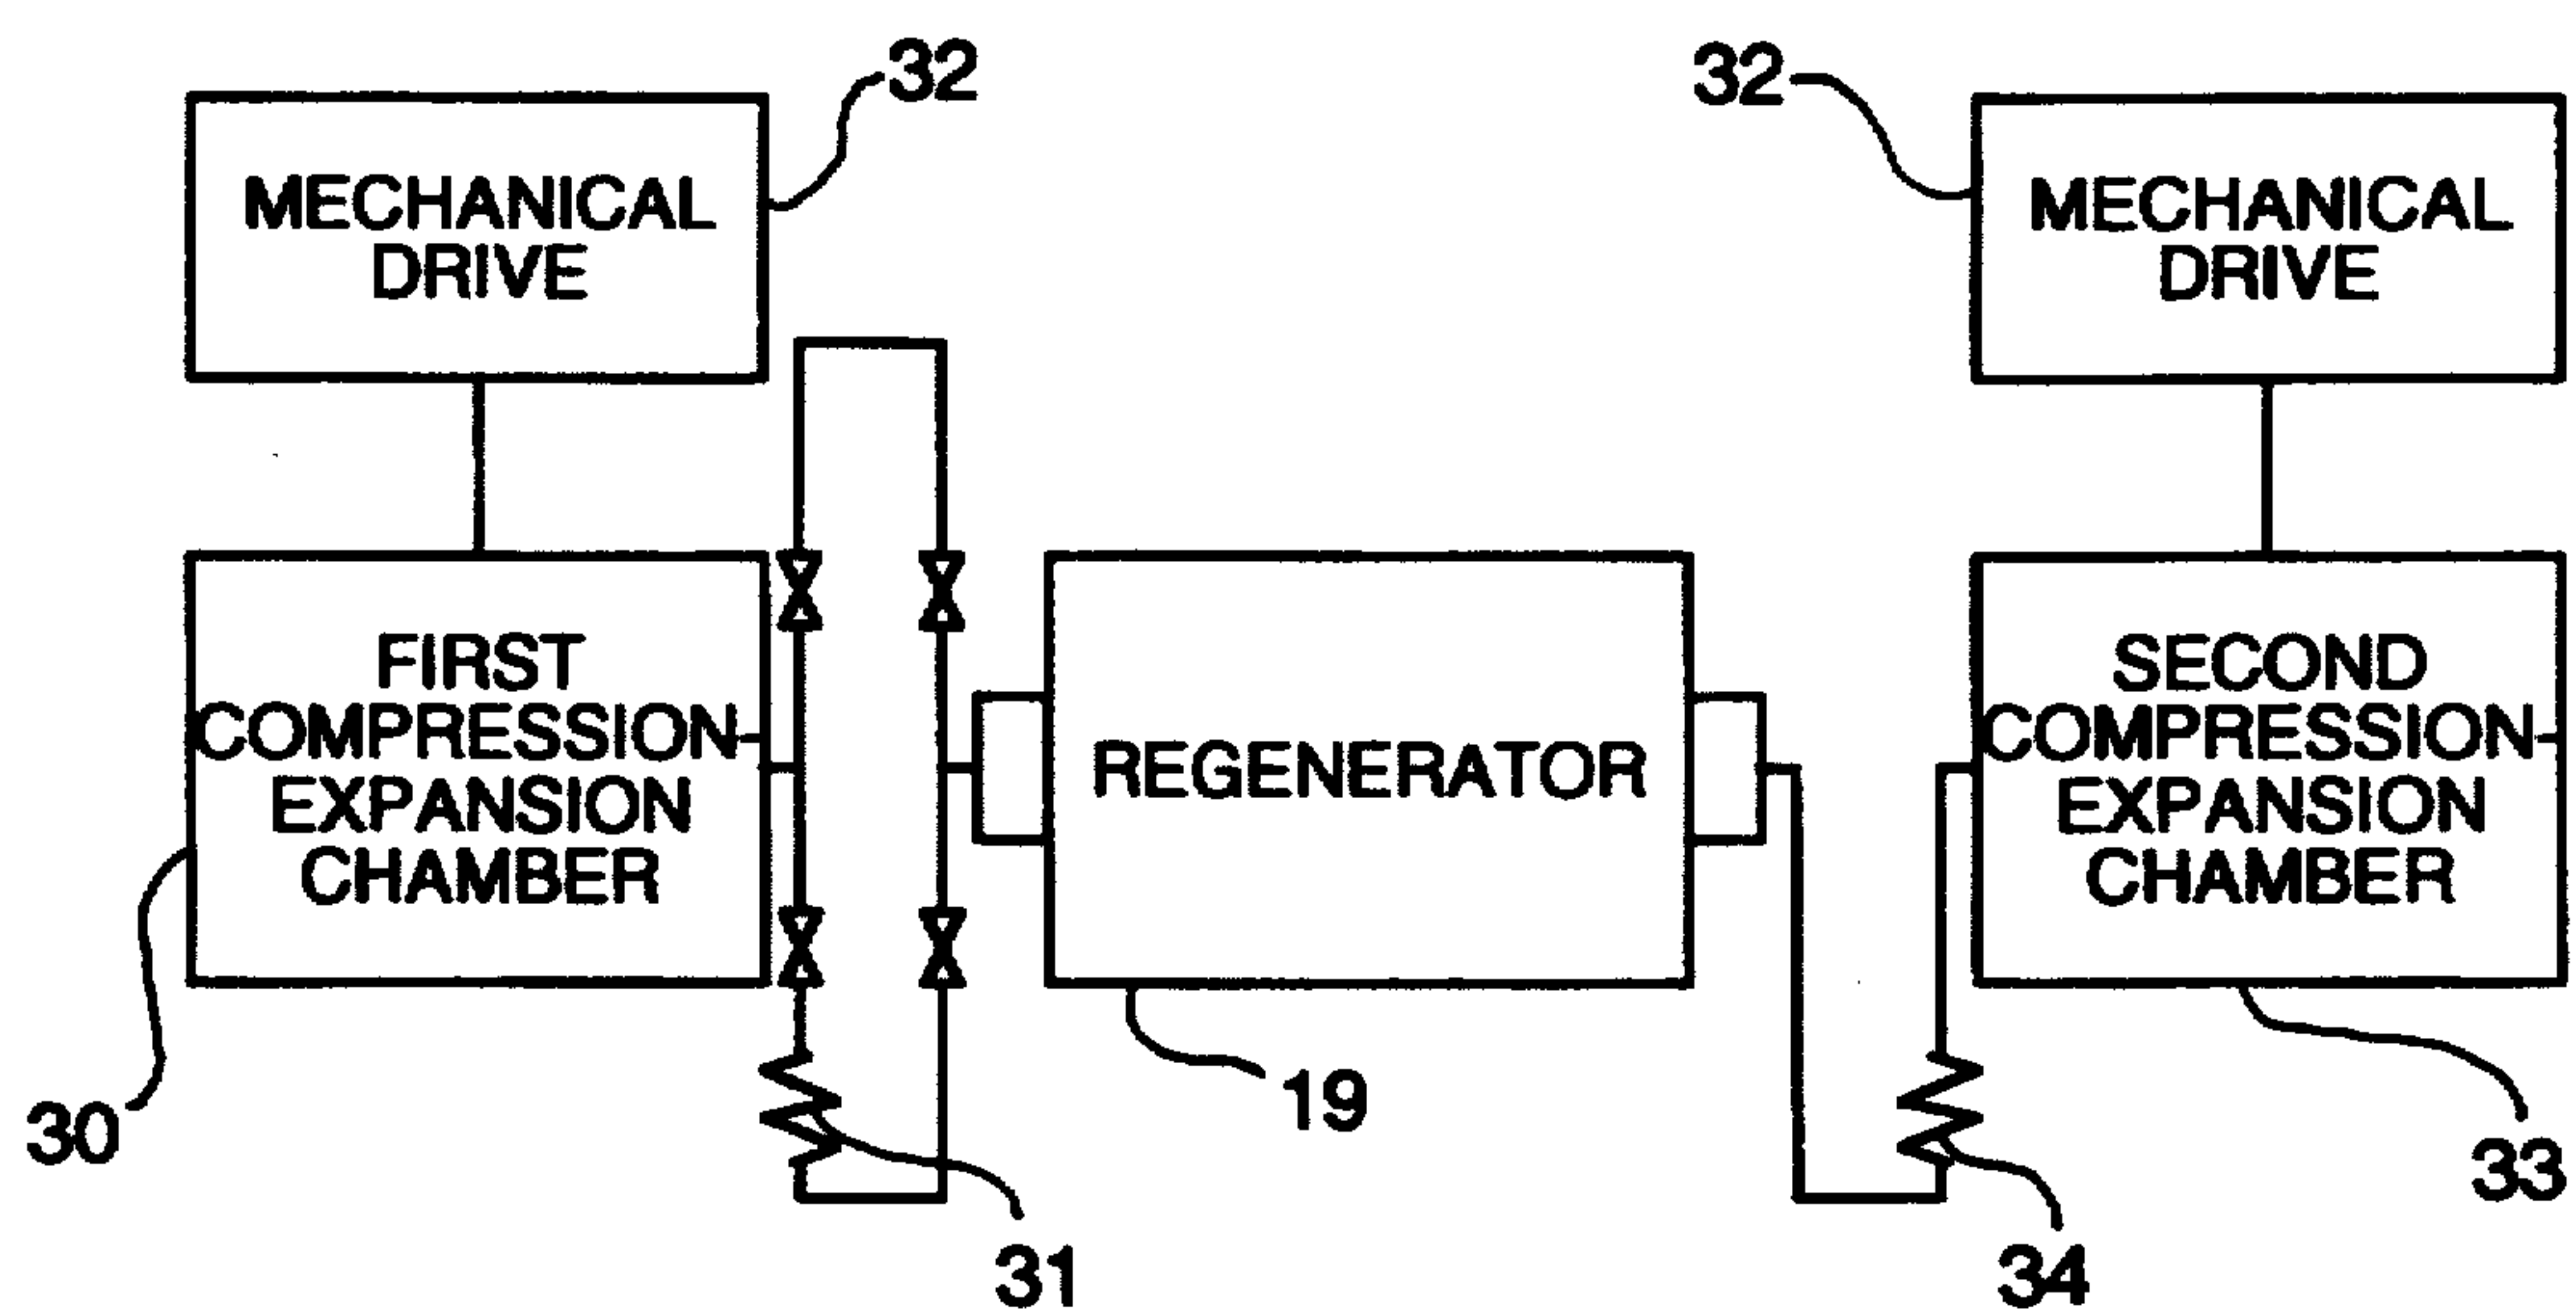 32
32
MECHANICAL
DRIVE
MECHANICAL
DRIVE
FIRST
COMPRESSION-
EXPANSION
CHAMBER
REGENERATOR
SECOND
COMPRESSION-
EXPANSION
CHAMBER
30
19
33
31
34